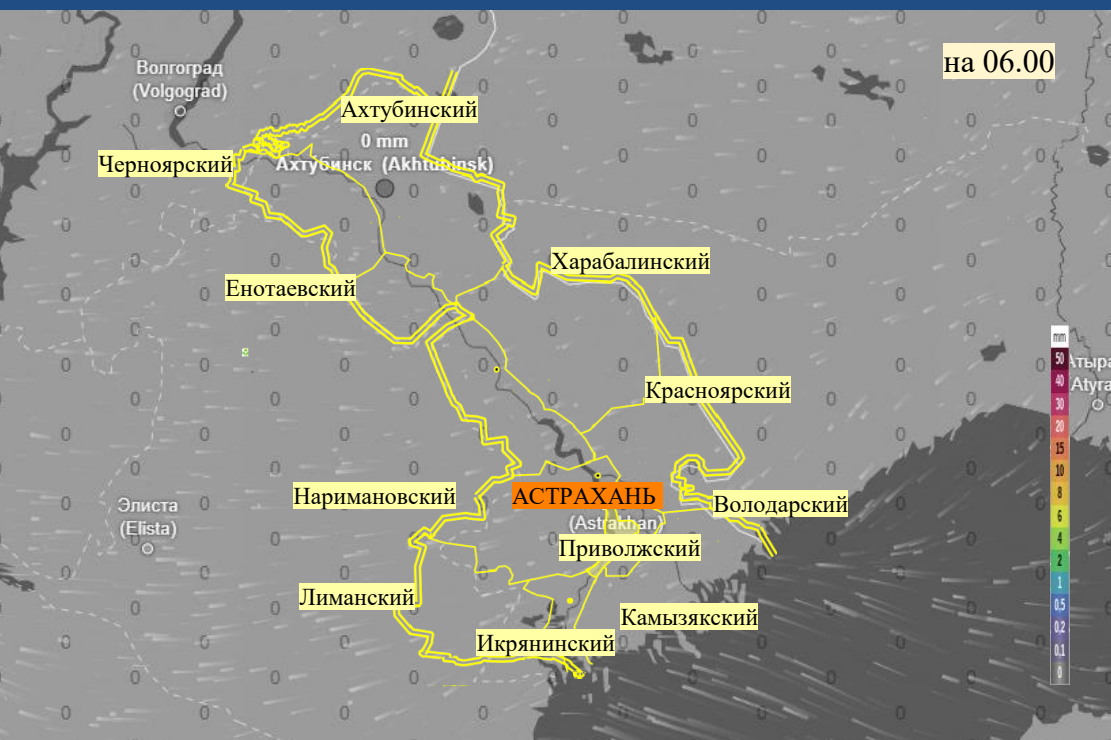 на 06.00
Волгоград
(Volgograd)
Ахтубинский
0 mm
Черноярский
Ахтубинск (Akhtubinsk)
Харабалинский
Енотаевский
mm
50
40
30
20
15
10
8
6
4
2
1
0.5
0.2
0.1
0
Атыра
Atyra
Красноярский
Наримановский
АСТРАХАНЬ
(Astrakhan)
Володарский
Элиста
(Elista)
Приволжский
Лиманский
Камызякский
Икрянинский